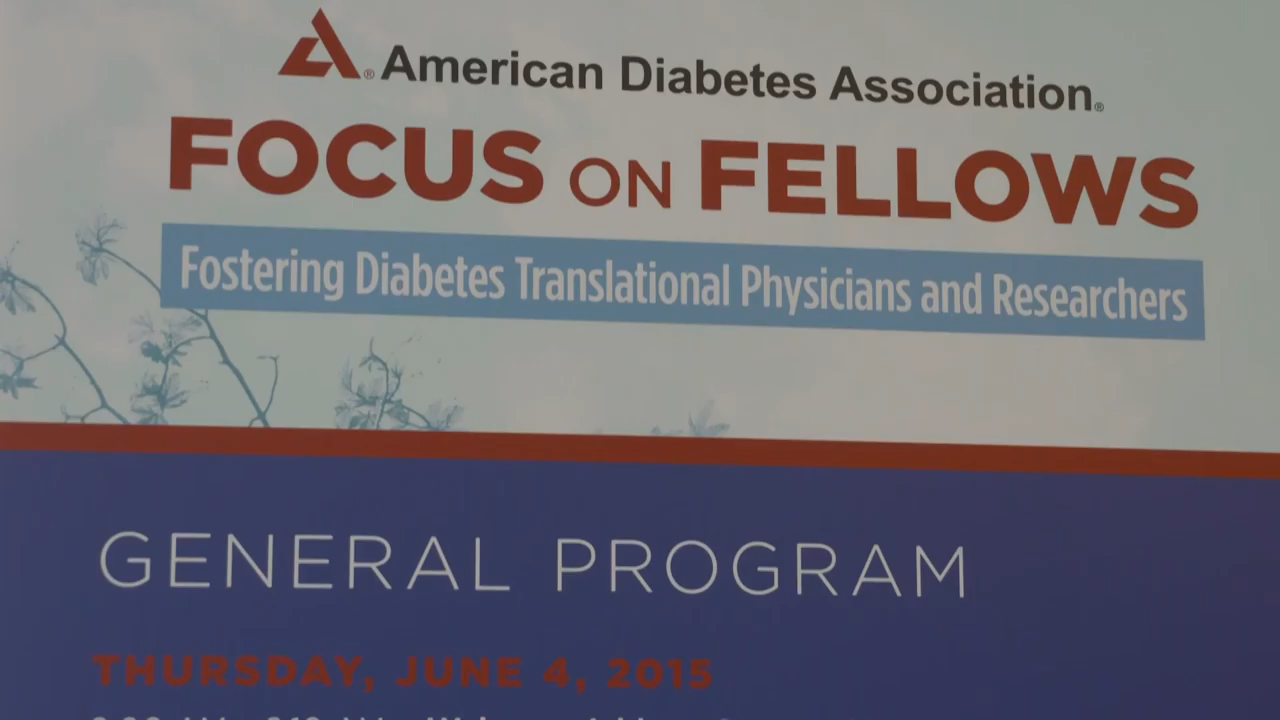 American Diabetes Association®
FOCUS ON FELLOWS
Fostering Diabetes Translational Physicians and Researchers
GENERAL PROGRAM
THURSDAY, JUNE 4, 2015